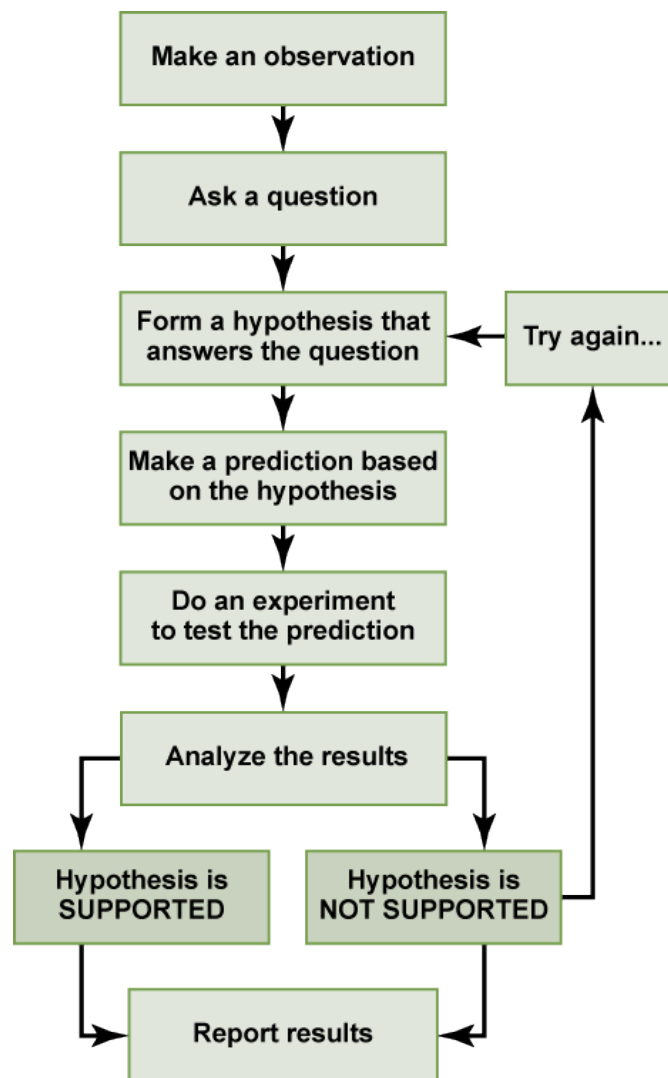 Make an observation
Ask a question
Form a hypothesis that
answers the question
Try again...
Make a prediction based
on the hypothesis
Do an experiment
to test the prediction
Analyze the results
Hypothesis is
SUPPORTED
Hypothesis is
NOT SUPPORTED
Report results